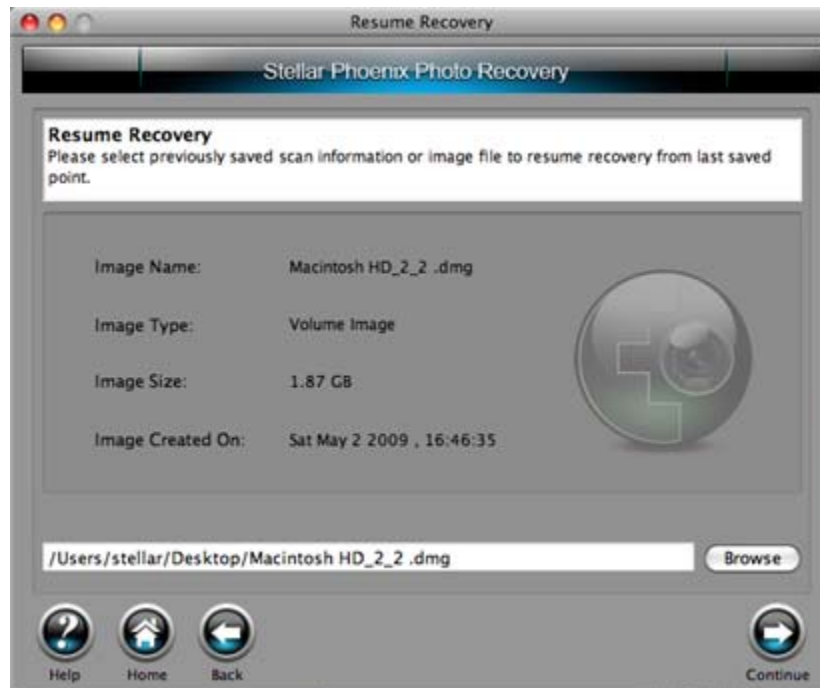 Resume Recovery
Stellar Phoenix Photo Recovery
Resume Recovery
Please select previously saved scan information or image file to resume recovery from last saved
point.
Image Name: Macintosh HD_2_2 .dmg
Image Type: Volume Image
Image Size: 1.87 GB
Image Created On: Sat May 2 2009 , 16:46:35
/Users/stellar/Desktop/Macintosh HD_2_2 .dmg Browse
Help Home Back Continue